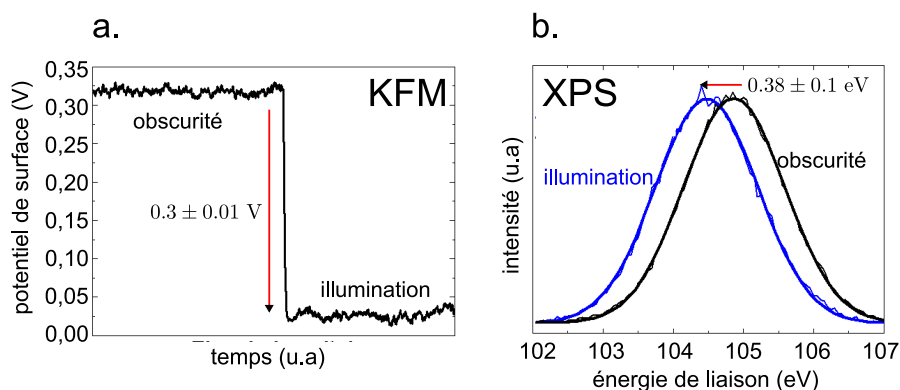 a.
potentiel de surface (V)
0,35
0,30
0,25
0,20
0,15
0,10
0,05
0,00
KFM
obscurité
0.3 ± 0.01 V
illumination
temps (u.a)
b.
intensité (u.a)
XPS
0.38 ± 0.1 eV
illumination
obscurité
102 103 104 105 106 107
énergie de liaison (eV)